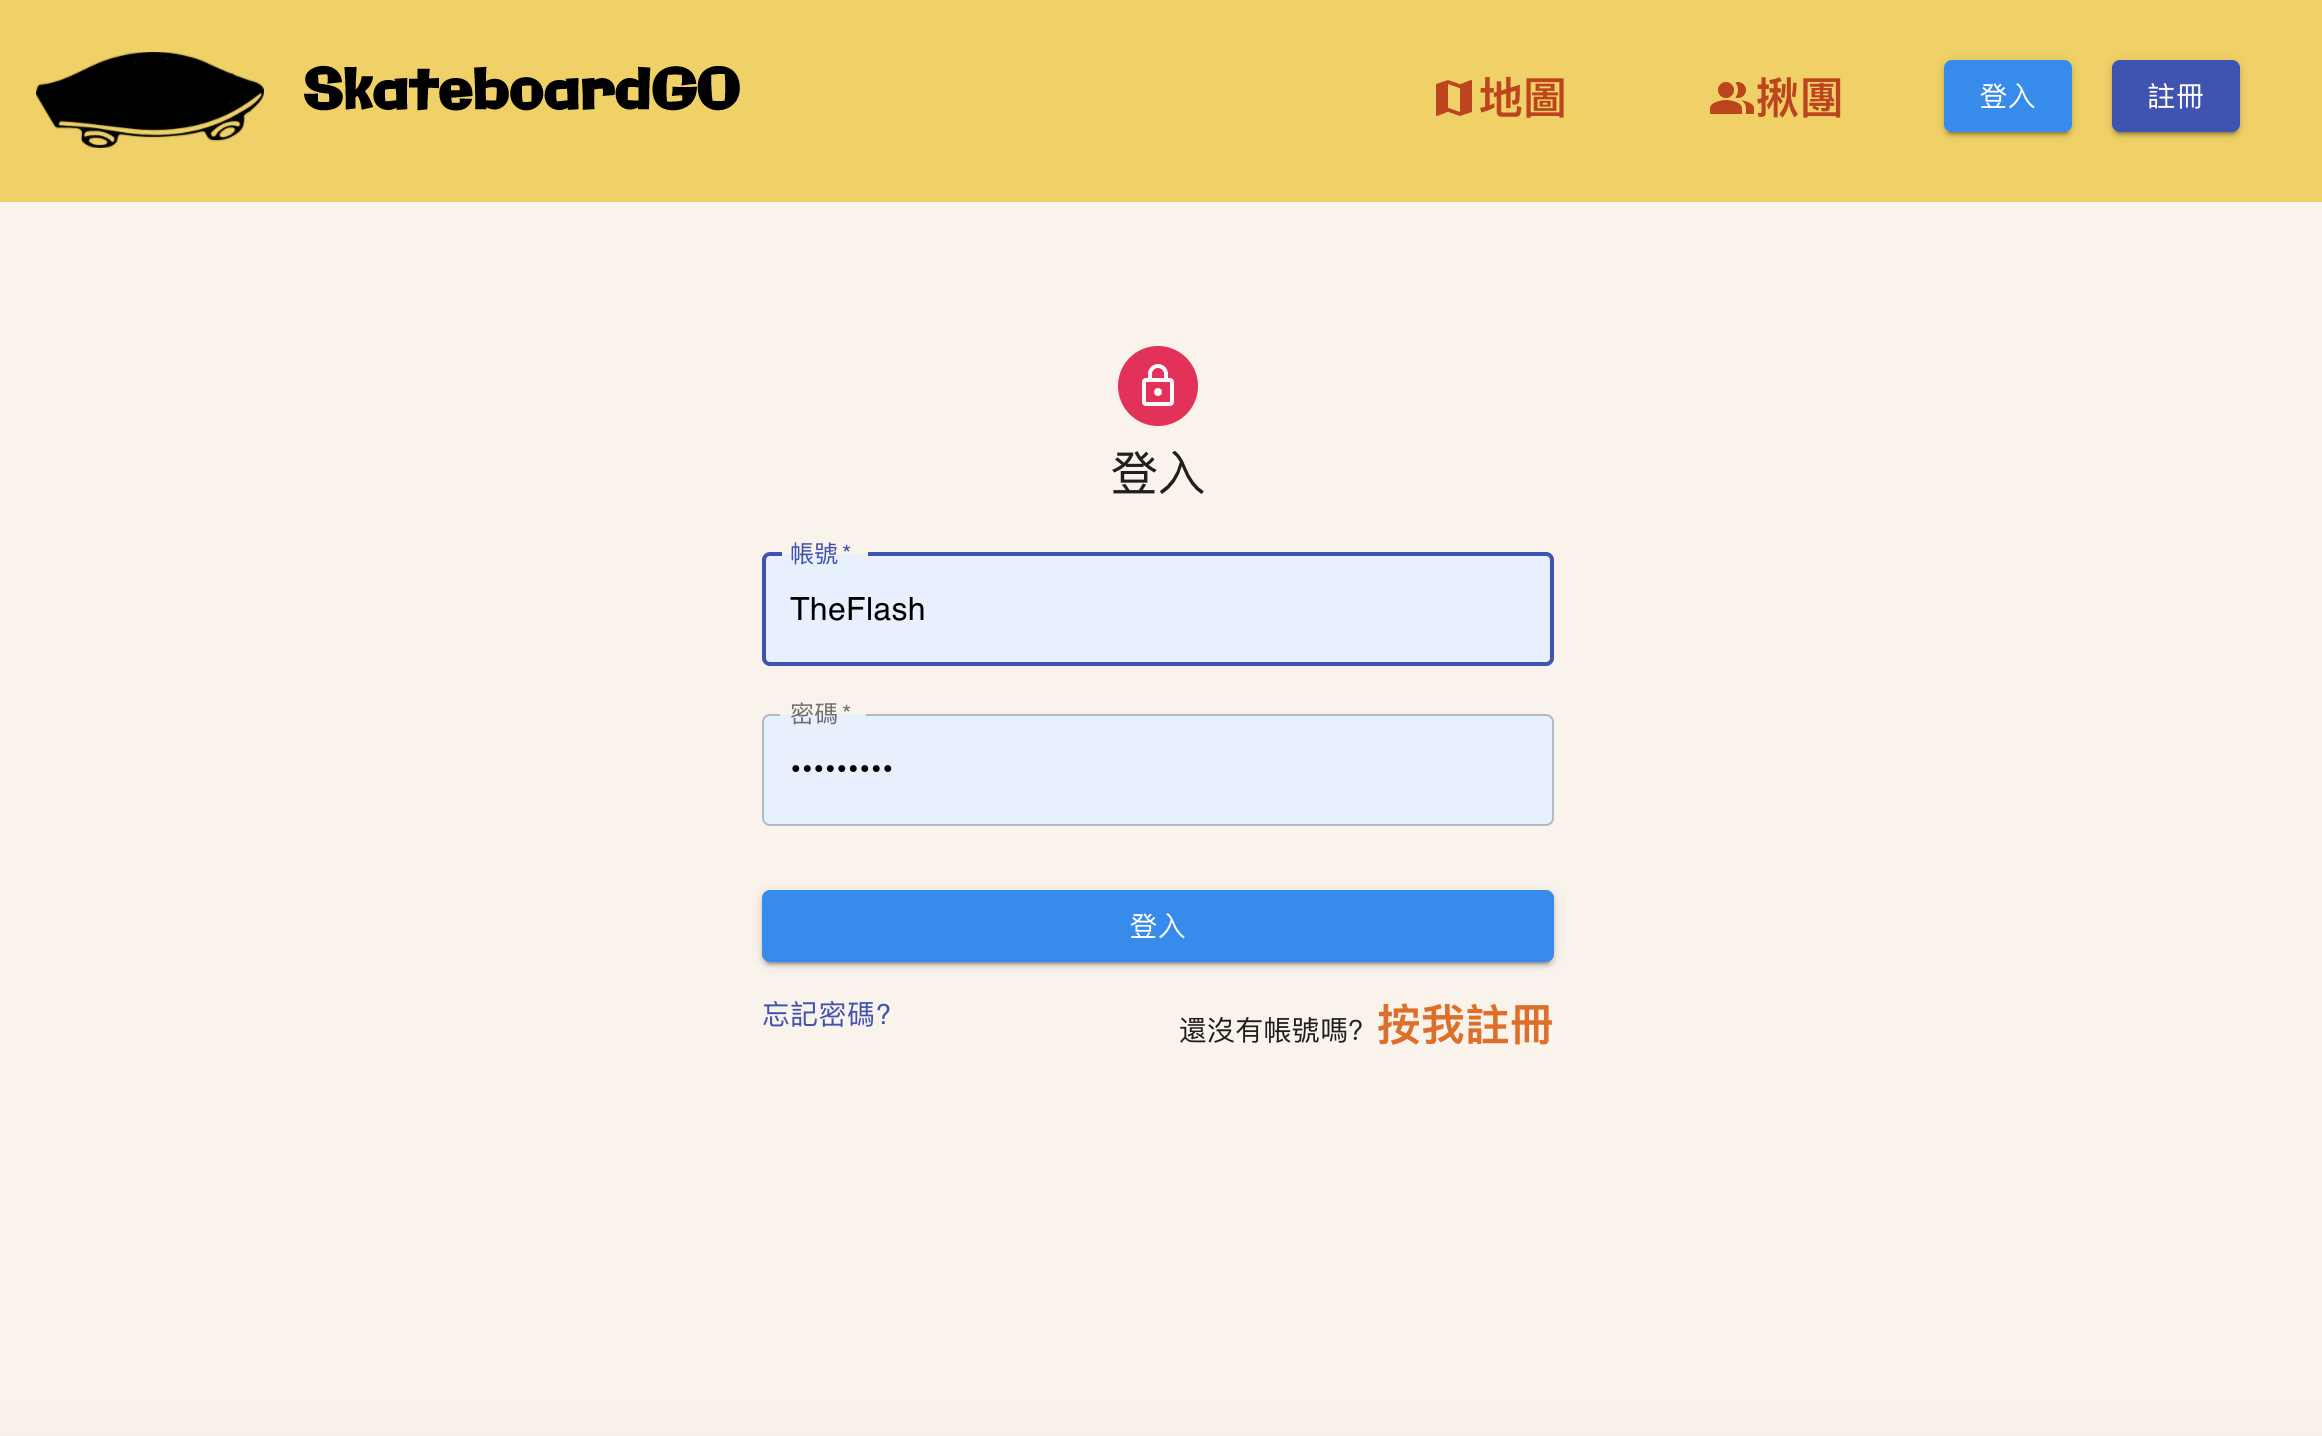 SkateboardGO
地圖
揪團
登入
註冊
登入
帳號 *
TheFlash
密碼 *
•••••••••
登入
忘記密碼?
還沒有帳號嗎? 按我註冊